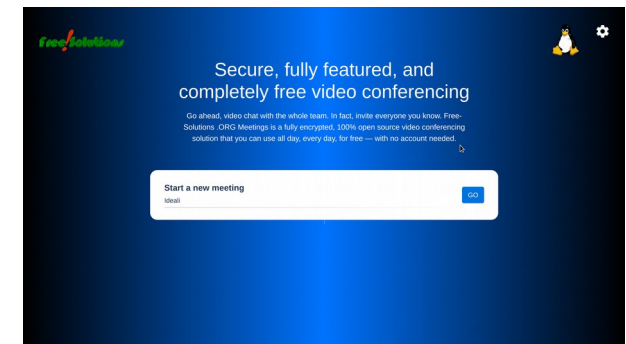 Free!Solutions
Secure, fully featured, and
completely free video conferencing
Go ahead, video chat with the whole team. In fact, invite everyone you know. Free-
Solutions .ORG Meetings is a fully encrypted, 100% open source video conferencing
solution that you can use all day, every day, for free — with no account needed.
Start a new meeting
Ideali
GO